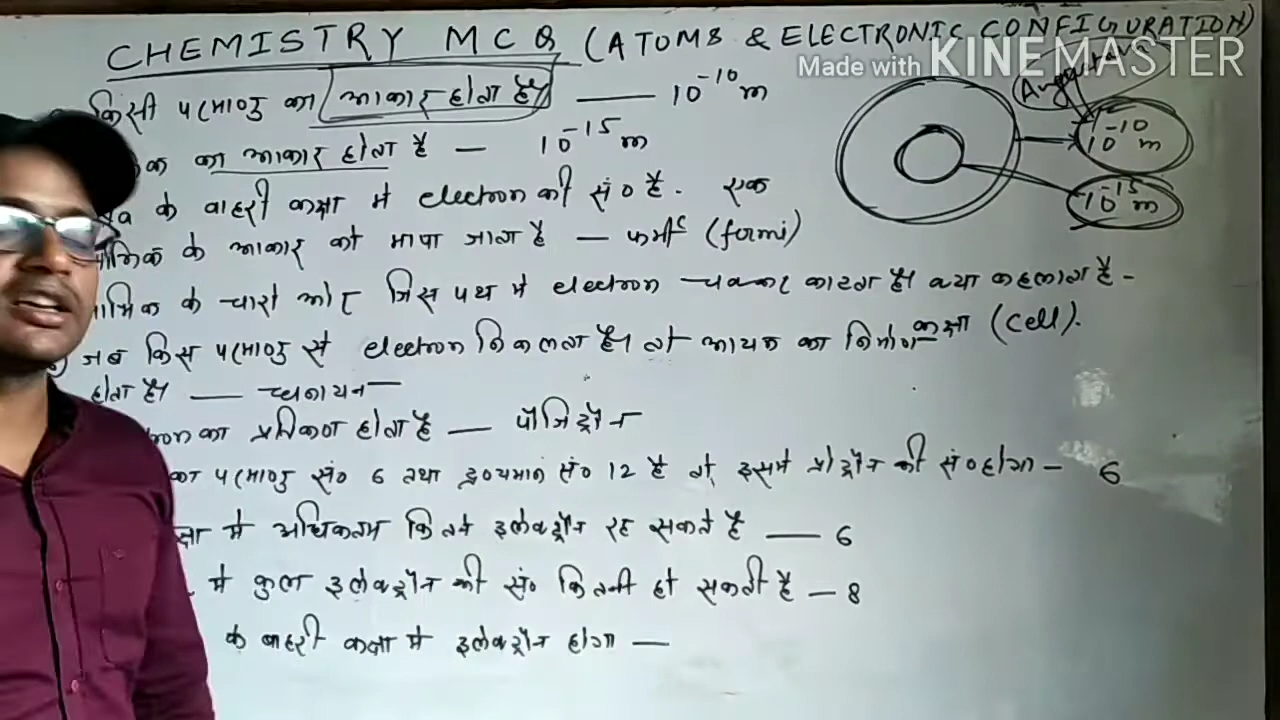 CHEMISTRY MCQ (ATOMS & ELECTRONIC CONFIGURATION)
Made with KINEMASTER
किसी परमाणु का आकार होता है — 10⁻¹⁰ m
क का आकार होता है — 10⁻¹⁵ m
10⁻¹⁰ m
10⁻¹⁵ m
Na के बाहरी कक्षा में electron की सं० है. एक
भिक के आकार को मापा जाता है — फर्मी (fermi)
नाभिक के चारो ओर जिस पथ में electron चक्कर काटता है। क्या कहलाता है -
कक्षा (Cell).
जब किस परमाणु से electron निकलता है। तो आयन का निर्माण
होता है। — धनायन
tron का प्रतिकण होता है — पॉजिट्रॉन
का परमाणु सं० 6 तथा द्रव्यमान सं० 12 है तो इसमें प्रोट्रॉन की सं० होगा - 6
क्षा में अधिकतम कितने इलेक्ट्रॉन रह सकते है — 6
में कुल इलेक्ट्रॉन की सं० कितनी हो सकती है — 8
के बाहरी कक्षा में इलेक्ट्रॉन होगा —